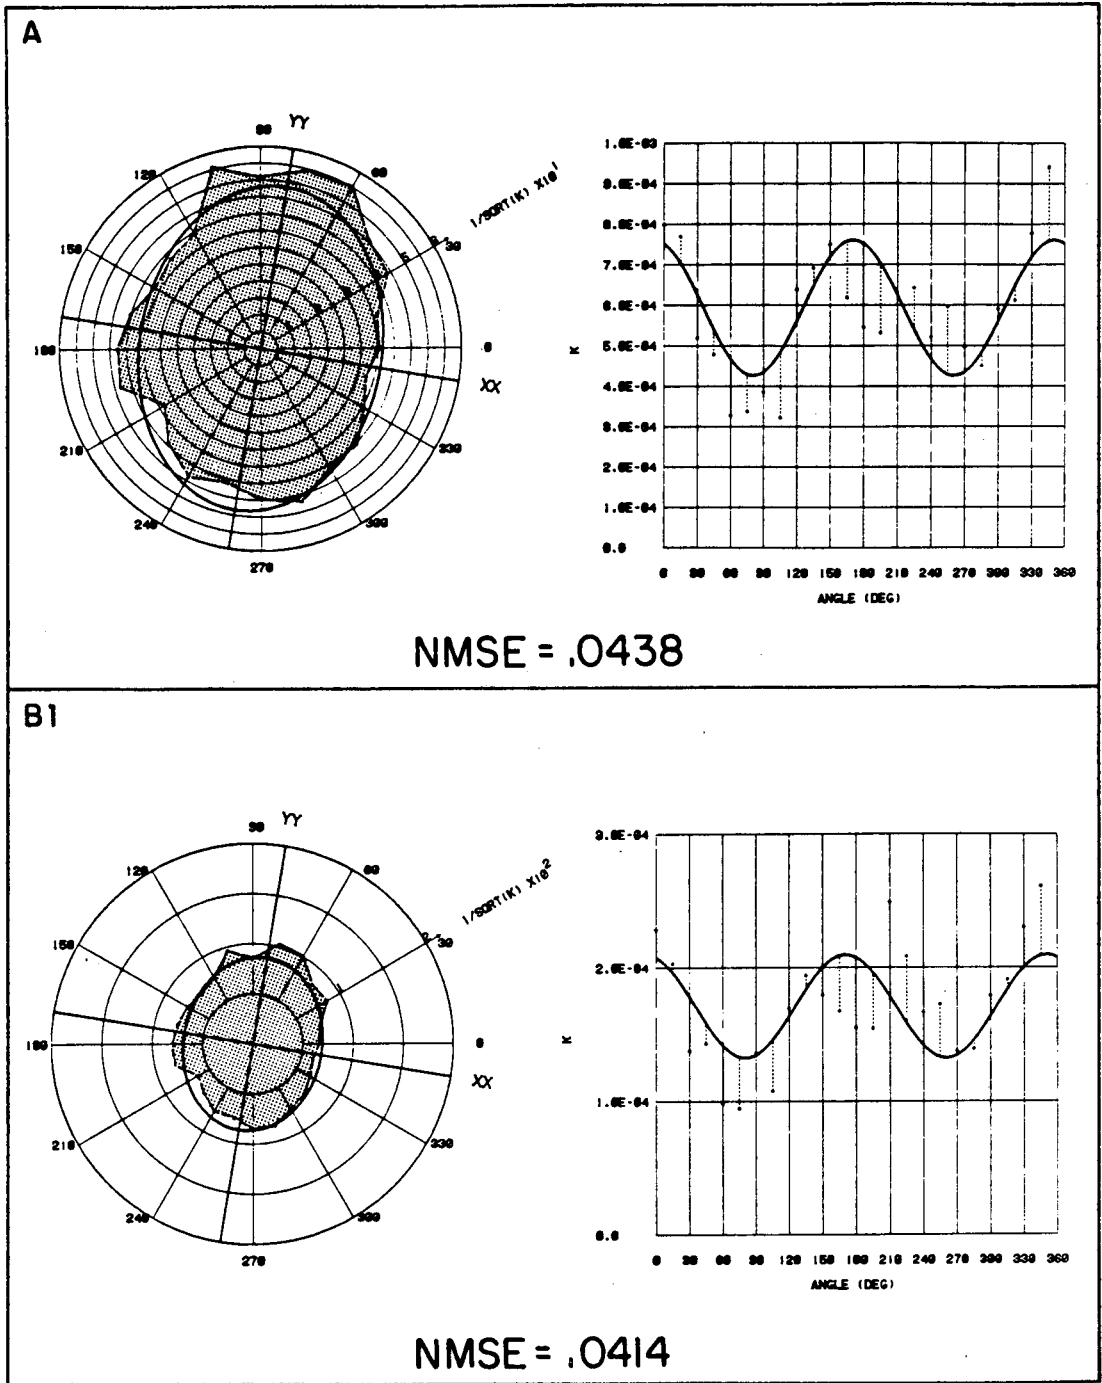 A
90
YY
120
60
1/SQRT(K) X10¹
150
30
180
0
XX
210
330
240
300
270
K
1.0E-03
9.0E-04
8.0E-04
7.0E-04
6.0E-04
5.0E-04
4.0E-04
3.0E-04
2.0E-04
1.0E-04
0.0
0 30 60 90 120 150 180 210 240 270 300 330 360
ANGLE (DEG)
NMSE = .0438
B1
90
YY
120
60
1/SQRT(K) X10²
2
30
150
180
0
XX
210
330
240
300
270
K
3.0E-04
2.0E-04
1.0E-04
0.0
0 30 60 90 120 150 180 210 240 270 300 330 360
ANGLE (DEG)
NMSE = .0414